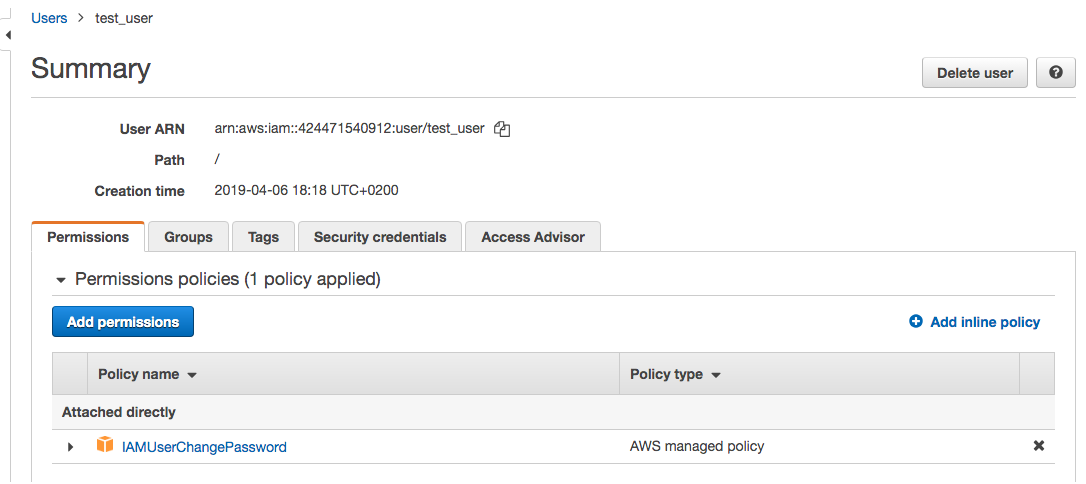 Users > test_user
Summary
Delete user
?
User ARN arn:aws:iam::424471540912:user/test_user
Path /
Creation time 2019-04-06 18:18 UTC+0200
Permissions Groups Tags Security credentials Access Advisor
Permissions policies (1 policy applied)
Add permissions Add inline policy
Policy name Policy type
Attached directly
IAMUserChangePassword AWS managed policy